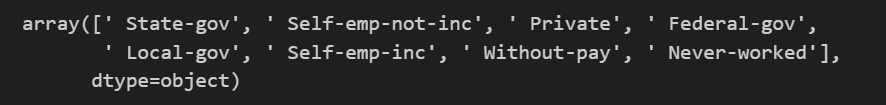 array([' State-gov', ' Self-emp-not-inc', ' Private', ' Federal-gov',
' Local-gov', ' Self-emp-inc', ' Without-pay', ' Never-worked'],
dtype=object)